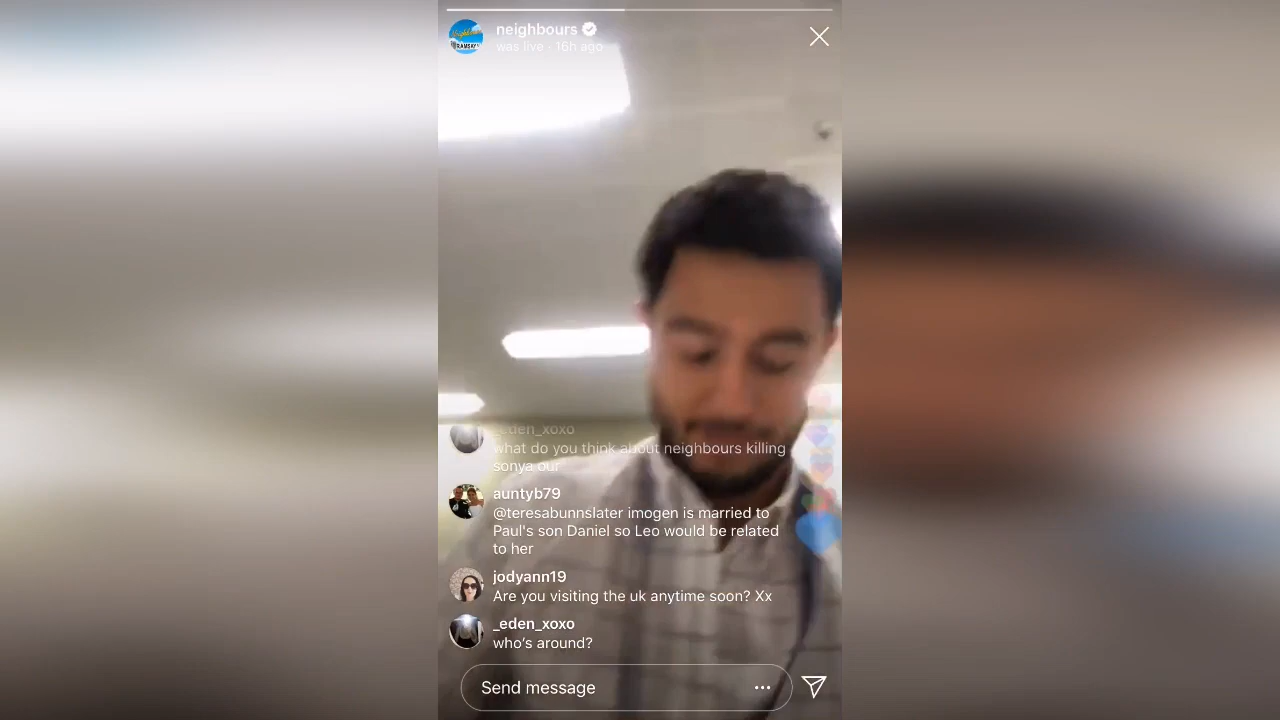 neighbours
was live · 16h ago
_eden_xoxo
what do you think about neighbours killing
sonya our
auntyb79
@teresabunnslater imogen is married to
Paul's son Daniel so Leo would be related
to her
jodyann19
Are you visiting the uk anytime soon? Xx
_eden_xoxo
who's around?
Send message